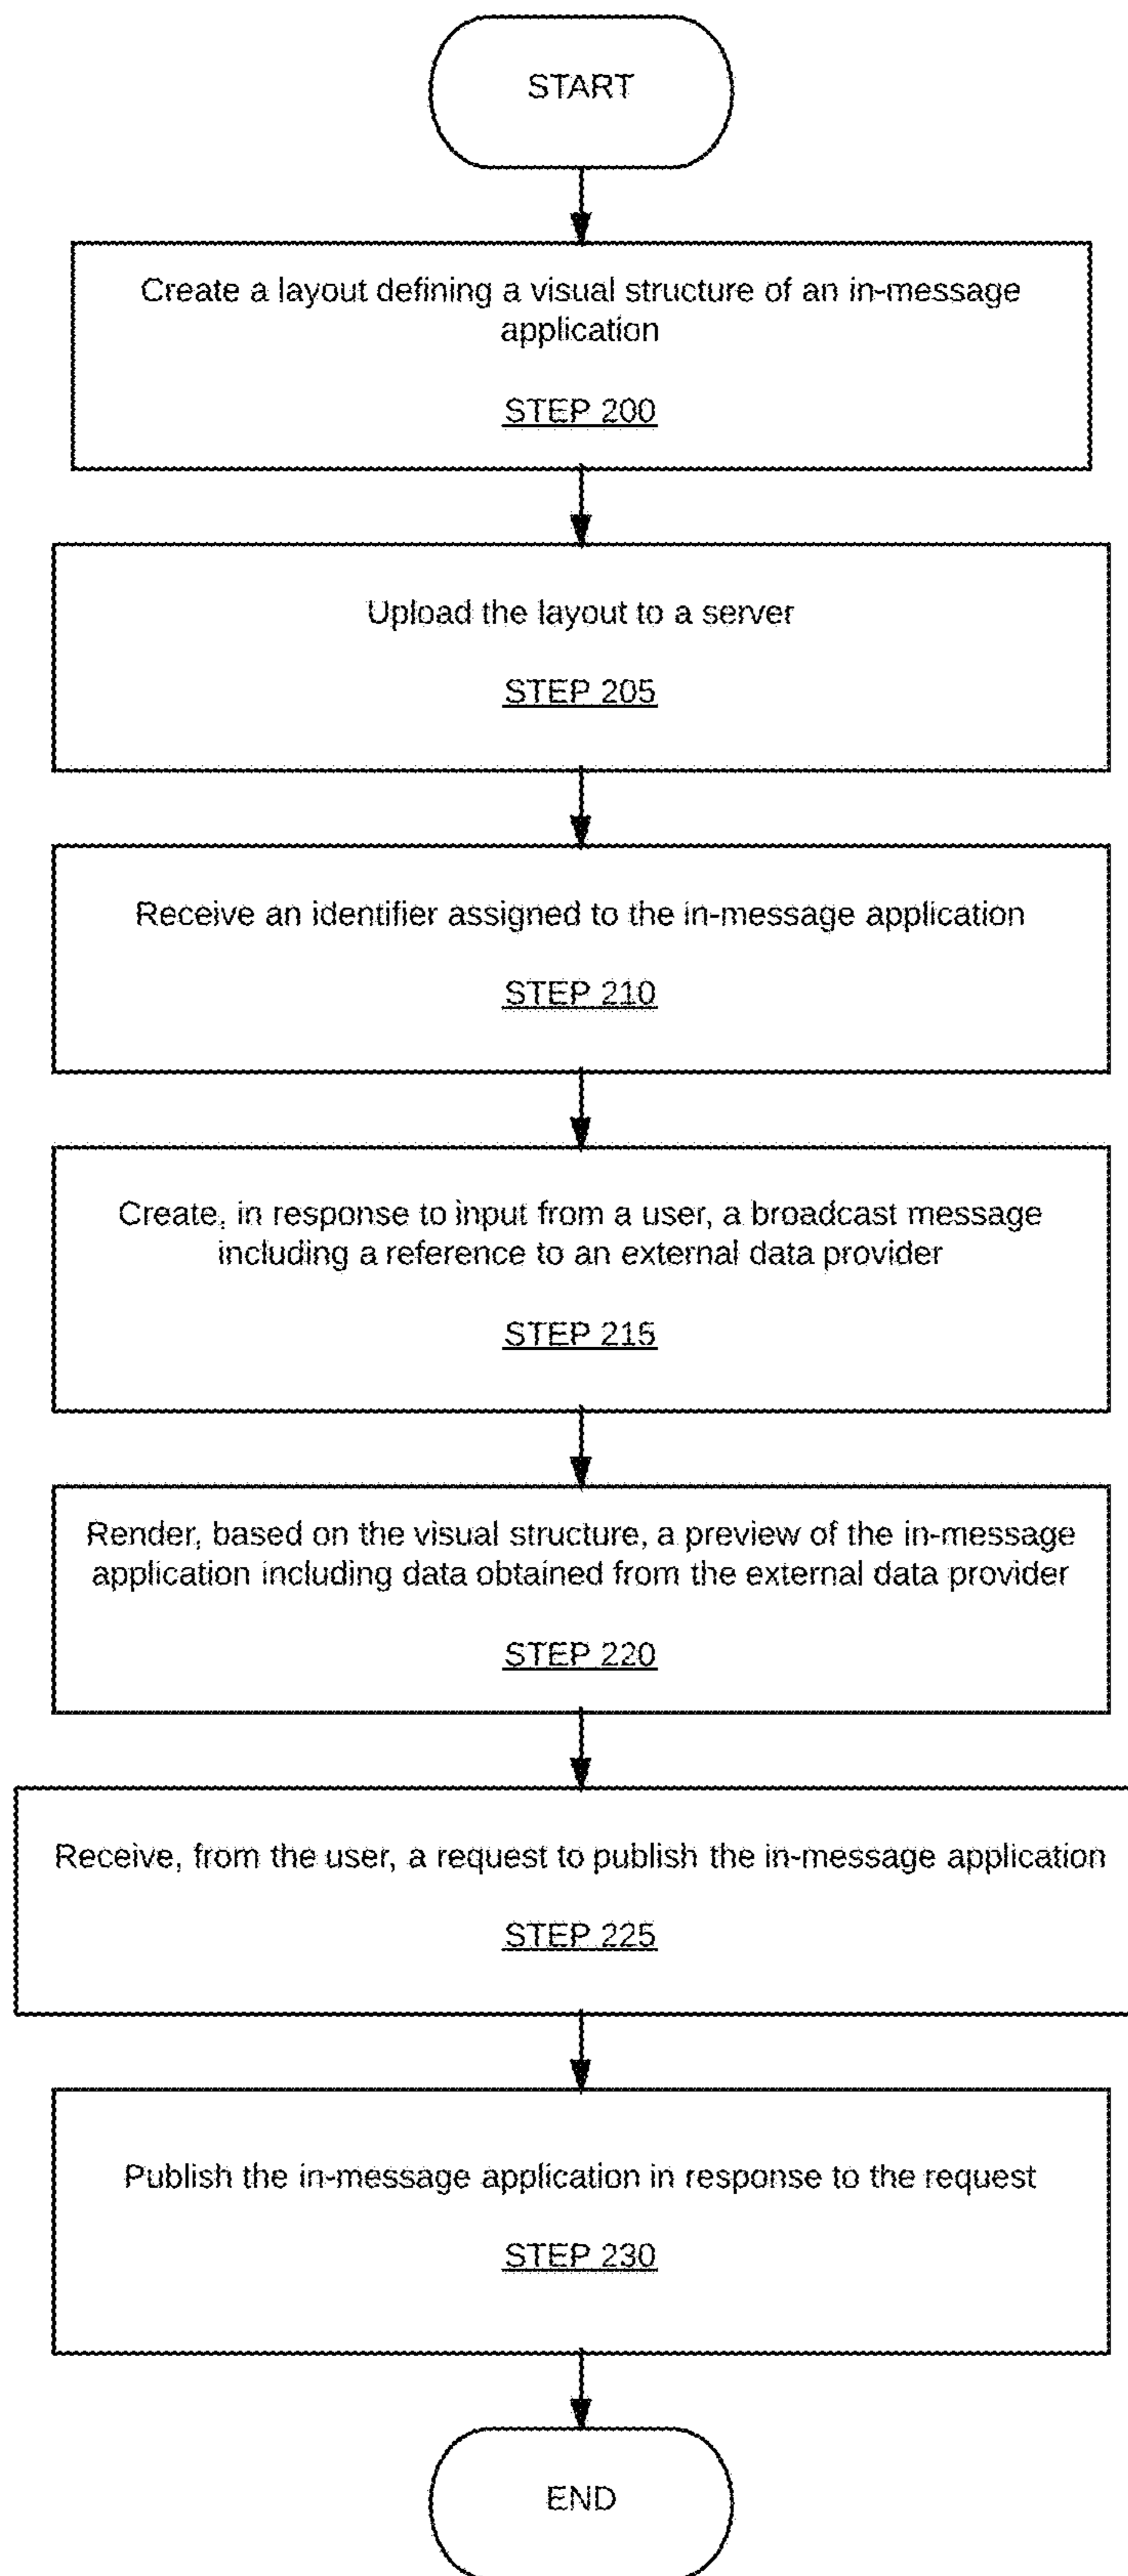 START
Create a layout defining a visual structure of an in-message
application
STEP 200
Upload the layout to a server
STEP 205
Receive an identifier assigned to the in-message application
STEP 210
Create, in response to input from a user, a broadcast message
including a reference to an external data provider
STEP 215
Render, based on the visual structure, a preview of the in-message
application including data obtained from the external data provider
STEP 220
Receive, from the user, a request to publish the in-message application
STEP 225
Publish the in-message application in response to the request
STEP 230
END